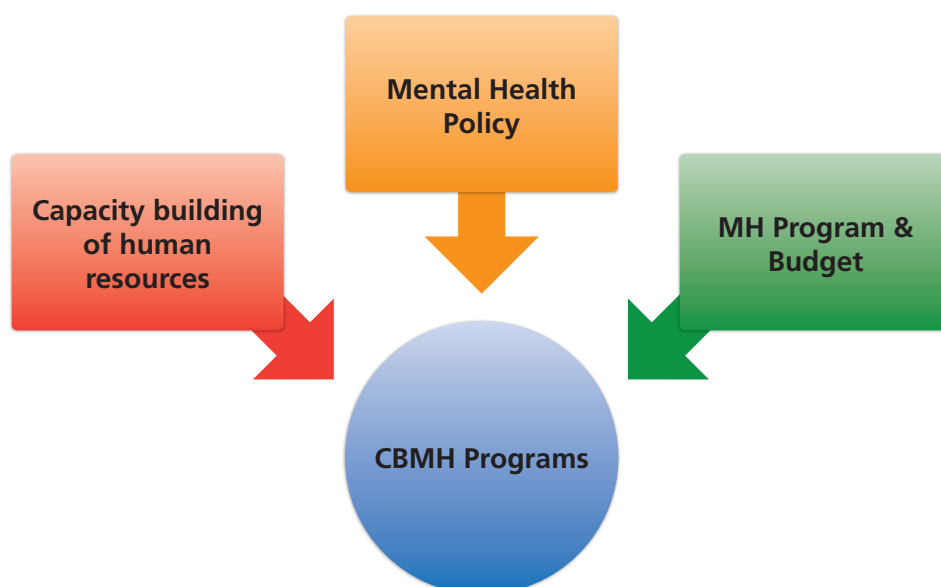 Mental Health
Policy
Capacity building
of human
resources
MH Program &
Budget
CBMH Programs